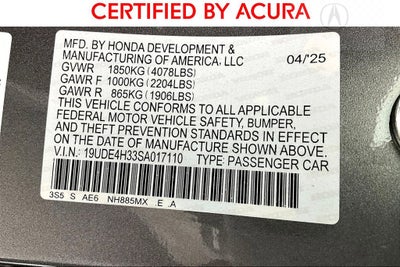 CERTIFIED BY ACURA
MFD. BY HONDA DEVELOPMENT &
MANUFACTURING OF AMERICA, LLC 04/'25
GVWR 1850KG (4078LBS)
GAWR F 1000KG (2204LBS)
GAWR R 865KG (1906LBS)
THIS VEHICLE CONFORMS TO ALL APPLICABLE
FEDERAL MOTOR VEHICLE SAFETY, BUMPER,
AND THEFT PREVENTION STANDARDS IN EFFECT
ON THE DATE OF MANUFACTURE SHOWN ABOVE.
V.I.N. 19UDE4H33SA017110 TYPE: PASSENGER CAR
3S5 S AE6 NH885MX .E .A